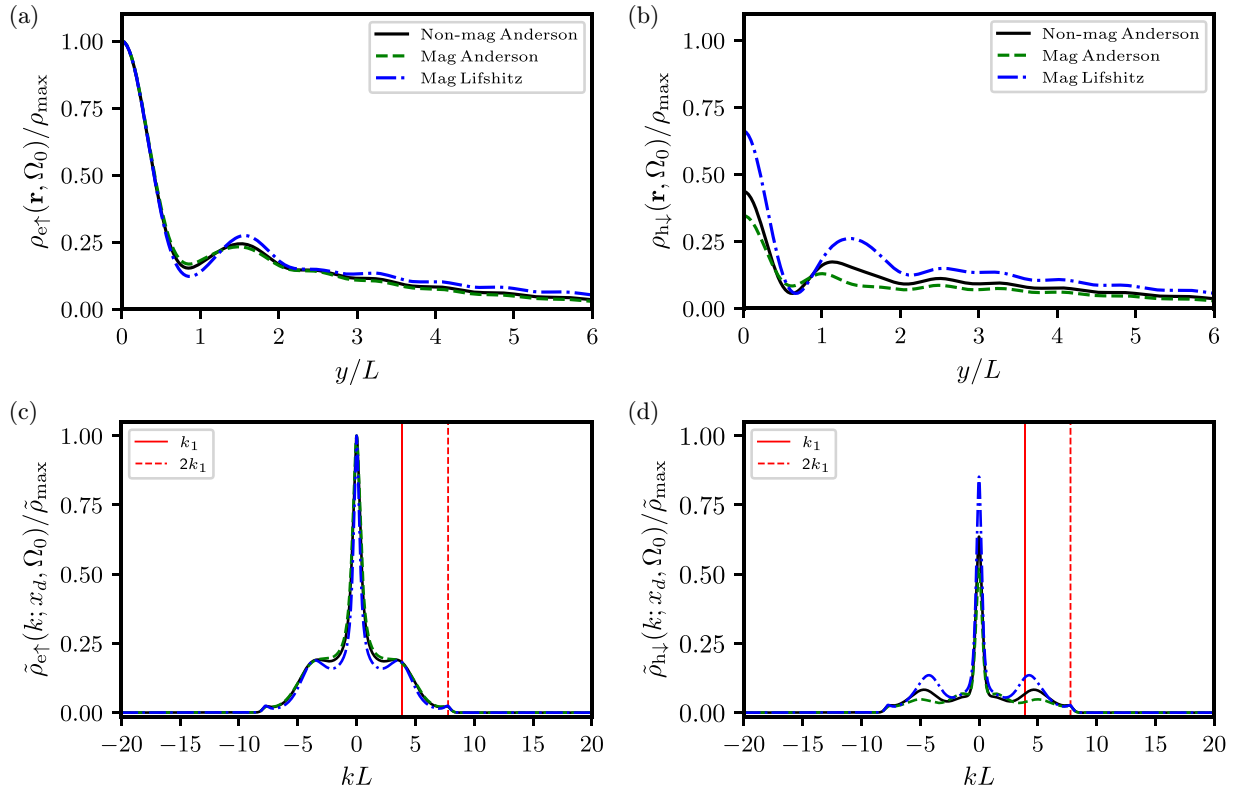 (a)
1.00
0.75
0.50
0.25
0.00
ρe↑(r, Ω0)/ρmax
Non-mag Anderson
Mag Anderson
Mag Lifshitz
0 1 2 3 4 5 6
y/L
(b)
1.00
0.75
0.50
0.25
0.00
ρh↓(r, Ω0)/ρmax
Non-mag Anderson
Mag Anderson
Mag Lifshitz
0 1 2 3 4 5 6
y/L
(c)
1.00
0.75
0.50
0.25
0.00
ρ̃e↑(k; xd, Ω0)/ρ̃max
k1
2k1
−20 −15 −10 −5 0 5 10 15 20
kL
(d)
1.00
0.75
0.50
0.25
0.00
ρ̃h↓(k; xd, Ω0)/ρ̃max
k1
2k1
−20 −15 −10 −5 0 5 10 15 20
kL